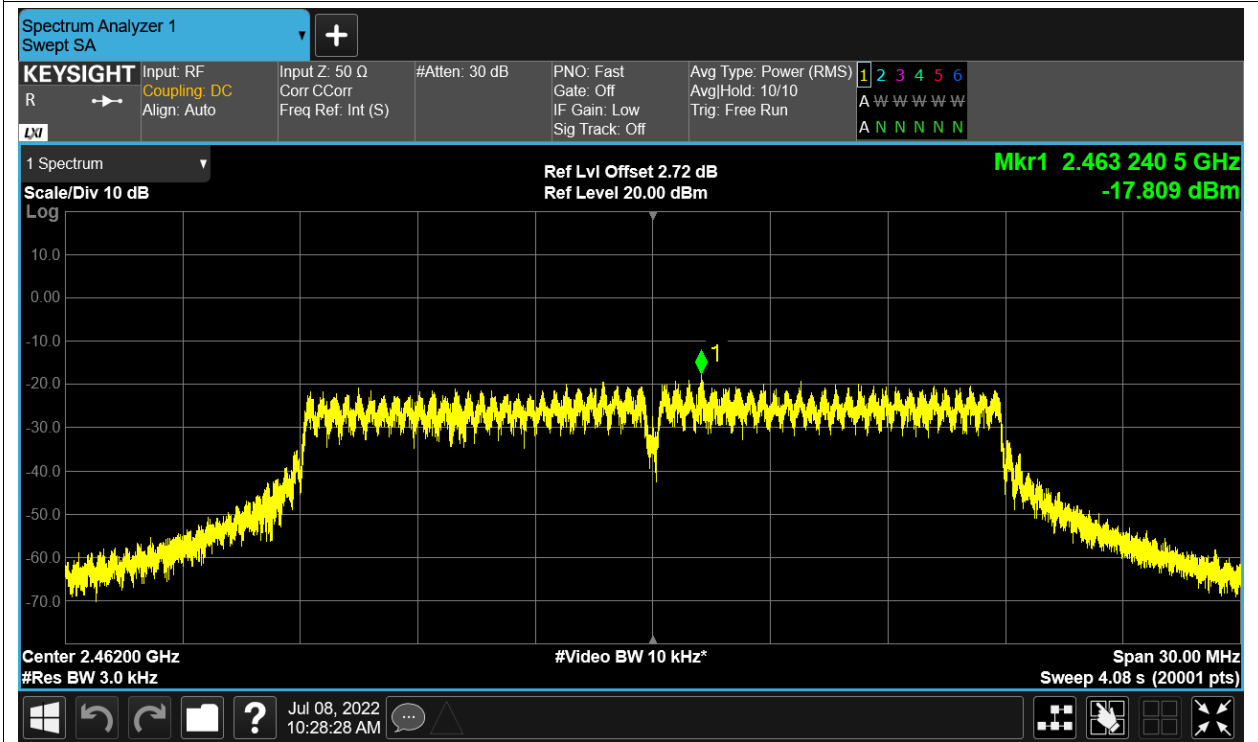 Spectrum Analyzer 1
Swept SA
+
KEYSIGHT
R
LXI
Input: RF
Coupling: DC
Align: Auto
Input Z: 50 Ω
Corr CCorr
Freq Ref: Int (S)
#Atten: 30 dB
PNO: Fast
Gate: Off
IF Gain: Low
Sig Track: Off
Avg Type: Power (RMS)
Avg|Hold: 10/10
Trig: Free Run
1 2 3 4 5 6
A W W W W W
A N N N N N
1 Spectrum
Scale/Div 10 dB
Log
Ref Lvl Offset 2.72 dB
Ref Level 20.00 dBm
Mkr1 2.463 240 5 GHz
-17.809 dBm
10.0
0.00
-10.0
-20.0
-30.0
-40.0
-50.0
-60.0
-70.0
1
Center 2.46200 GHz
#Res BW 3.0 kHz
#Video BW 10 kHz*
Span 30.00 MHz
Sweep 4.08 s (20001 pts)
?
Jul 08, 2022
10:28:28 AM